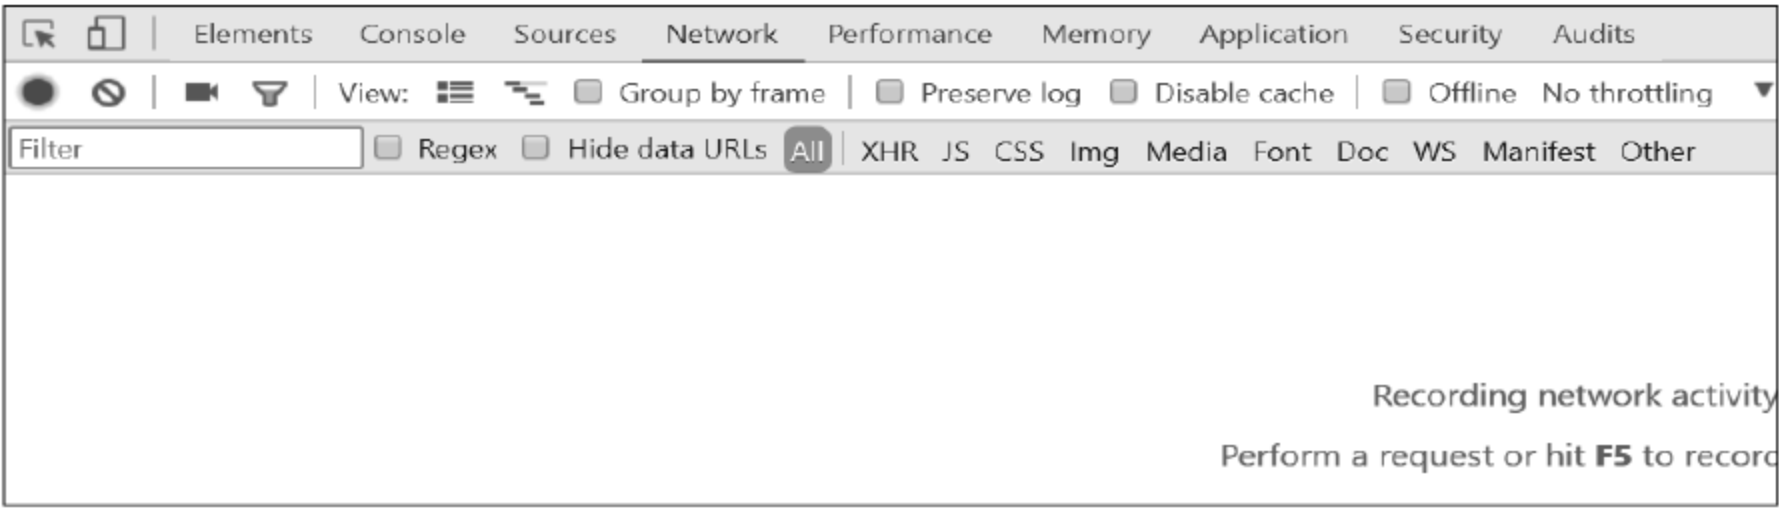 Elements Console Sources Network Performance Memory Application Security Audits
View: Group by frame Preserve log Disable cache Offline No throttling
Filter Regex Hide data URLs All XHR JS CSS Img Media Font Doc WS Manifest Other
Recording network activity
Perform a request or hit F5 to record